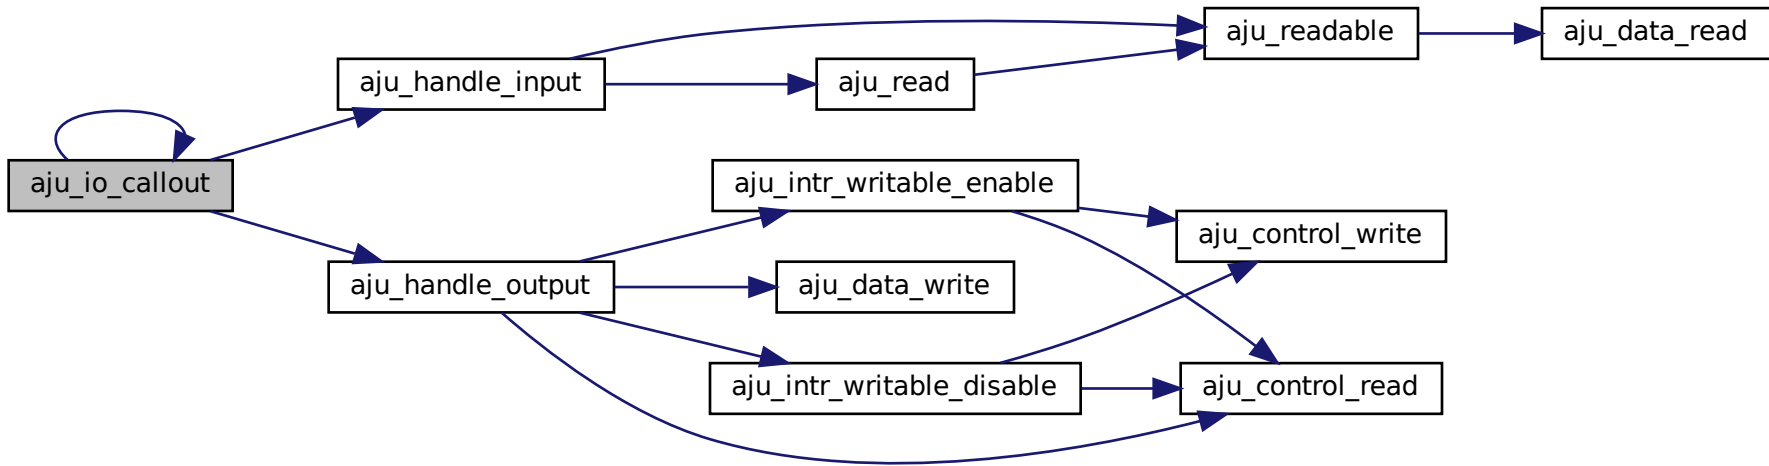 aju_io_callout
aju_handle_input
aju_read
aju_readable
aju_data_read
aju_handle_output
aju_intr_writable_enable
aju_data_write
aju_intr_writable_disable
aju_control_write
aju_control_read